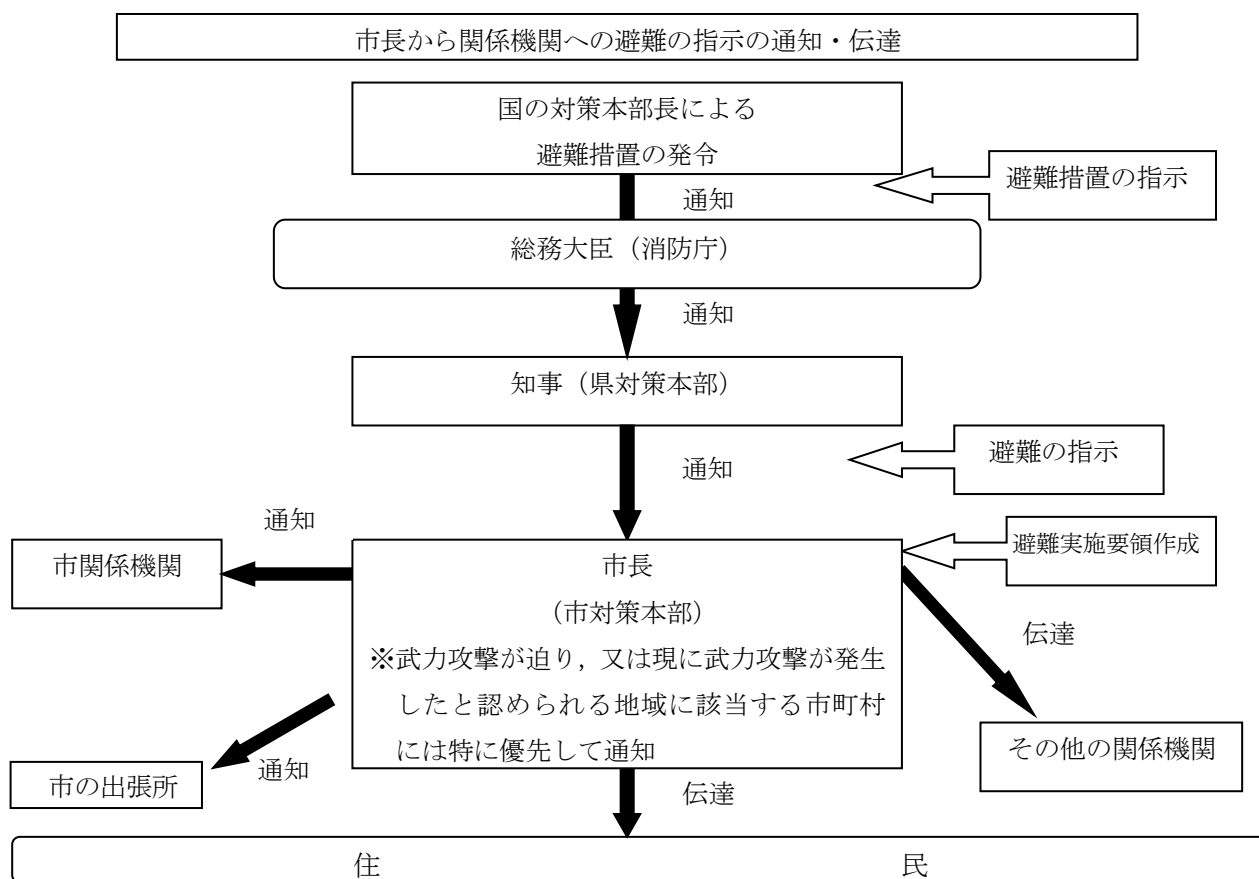 市長から関係機関への避難の指示の通知・伝達
国の対策本部長による
避難措置の発令
避難措置の指示
通知
総務大臣（消防庁）
通知
知事（県対策本部）
避難の指示
通知
通知
市関係機関
市長
避難実施要領作成
（市対策本部）
伝達
※武力攻撃が迫り，又は現に武力攻撃が発生
したと認められる地域に該当する市町村
には特に優先して通知
その他の関係機関
通知
市の出張所
伝達
住　民